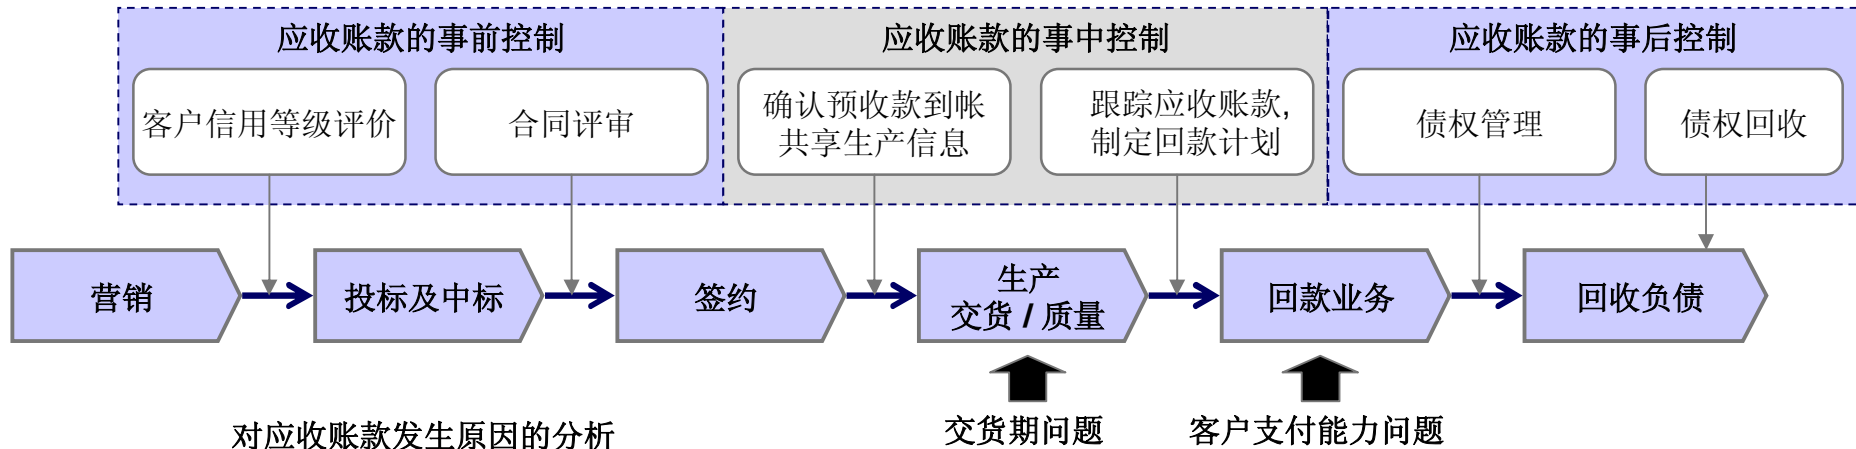 应收账款的事前控制
应收账款的事中控制
应收账款的事后控制
客户信用等级评价
合同评审
确认预收款到帐
共享生产信息
跟踪应收账款,
制定回款计划
债权管理
债权回收
营销
投标及中标
签约
生产
交货 / 质量
回款业务
回收负债
交货期问题
客户支付能力问题
对应收账款发生原因的分析